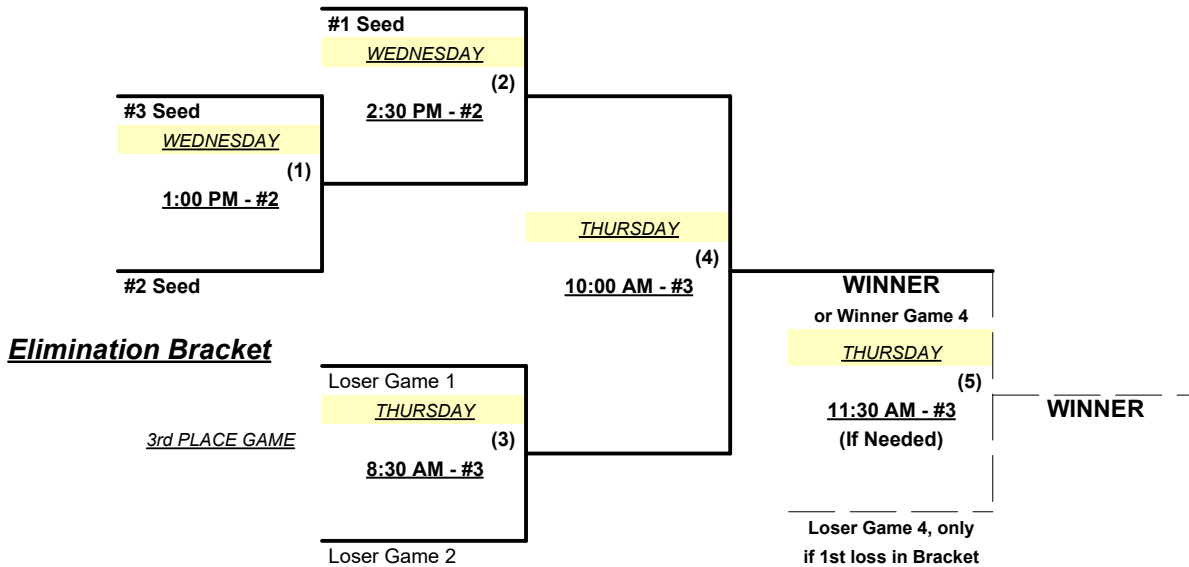 #1 Seed
WEDNESDAY
(2)
2:30 PM - #2
#3 Seed
WEDNESDAY
(1)
1:00 PM - #2
#2 Seed
THURSDAY
(4)
10:00 AM - #3
WINNER
or Winner Game 4
THURSDAY
(5)
11:30 AM - #3
(If Needed)
WINNER
Loser Game 4, only
if 1st loss in Bracket
Elimination Bracket
Loser Game 1
THURSDAY
3rd PLACE GAME
(3)
8:30 AM - #3
Loser Game 2